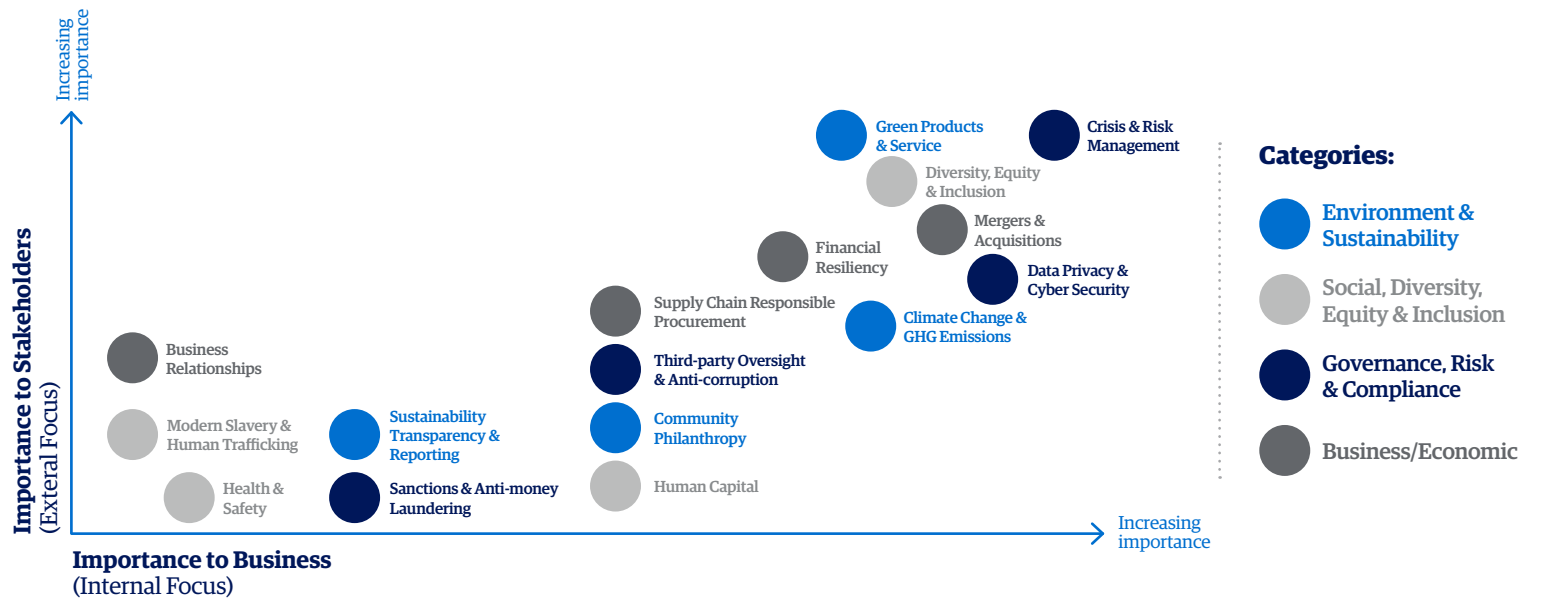 Increasing
importance
Importance to Stakeholders
(Exteral Focus)
Green Products
& Service
Crisis & Risk
Management
Diversity, Equity
& Inclusion
Mergers &
Acquisitions
Financial
Resiliency
Data Privacy &
Cyber Security
Supply Chain Responsible
Procurement
Climate Change &
GHG Emissions
Business
Relationships
Third-party Oversight
& Anti-corruption
Modern Slavery &
Human Trafficking
Sustainability
Transparency &
Reporting
Community
Philanthropy
Health &
Safety
Sanctions & Anti-money
Laundering
Human Capital
Increasing
importance
Importance to Business
(Internal Focus)
Categories:
Environment &
Sustainability
Social, Diversity,
Equity & Inclusion
Governance, Risk
& Compliance
Business/Economic